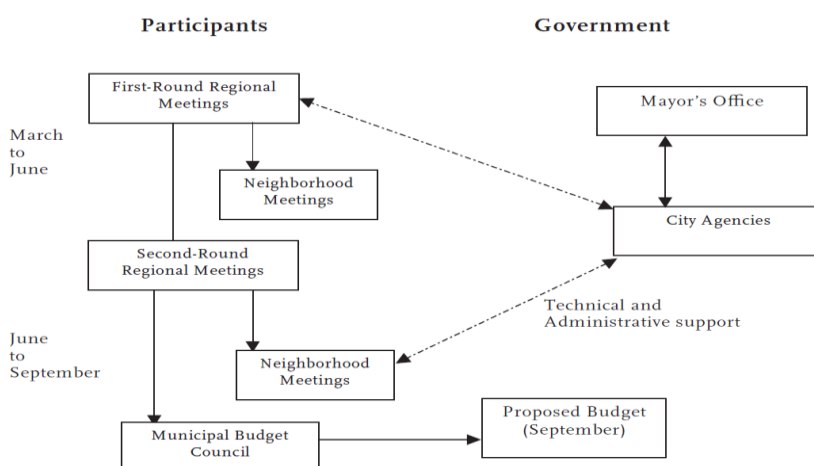 Participants
Government
First-Round Regional
Meetings
Mayor's Office
March
to
June
Neighborhood
Meetings
City Agencies
Second-Round
Regional Meetings
Technical and
Administrative support
June
to
September
Neighborhood
Meetings
Proposed Budget
(September)
Municipal Budget
Council